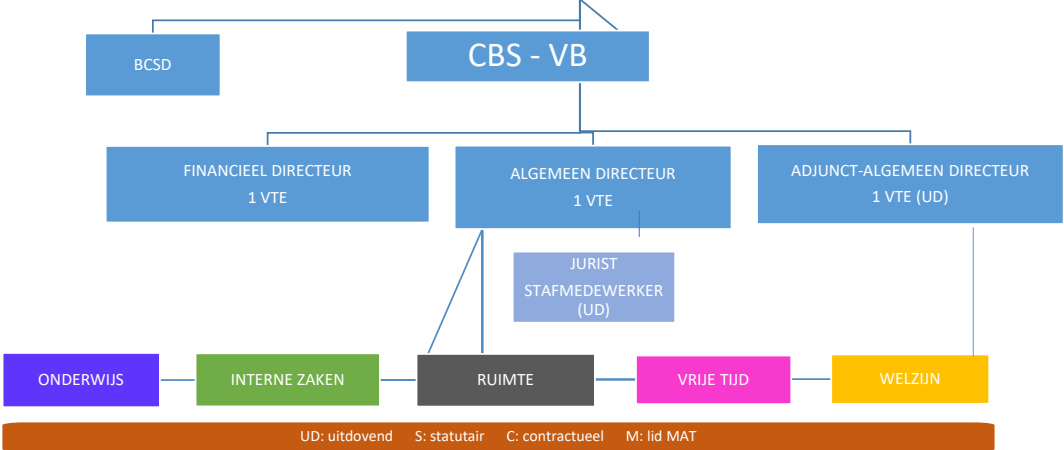 BCSD
CBS - VB
FINANCIEEL DIRECTEUR
1 VTE
ALGEMEEN DIRECTEUR
1 VTE
ADJUNCT-ALGEMEEN DIRECTEUR
1 VTE (UD)
JURIST
STAFMEDEWERKER
(UD)
ONDERWIJS
INTERNE ZAKEN
RUIMTE
VRIJE TIJD
WELZIJN
UD: uitdovend S: statutair C: contractueel M: lid MAT